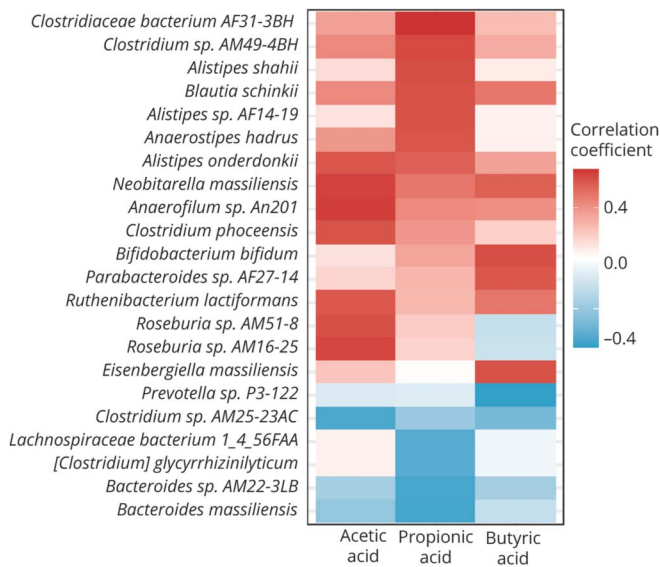 Clostridiaceae bacterium AF31-3BH
Clostridium sp. AM49-4BH
Alistipes shahii
Blautia schinkii
Alistipes sp. AF14-19
Anaerostipes hadrus
Alistipes onderdonkii
Neobitarella massiliensis
Anaerofilum sp. An201
Clostridium phoceensis
Bifidobacterium bifidum
Parabacteroides sp. AF27-14
Ruthenibacterium lactiformans
Roseburia sp. AM51-8
Roseburia sp. AM16-25
Eisenbergiella massiliensis
Prevotella sp. P3-122
Clostridium sp. AM25-23AC
Lachnospiraceae bacterium 1_4_56FAA
[Clostridium] glycyrrhizinilyticum
Bacteroides sp. AM22-3LB
Bacteroides massiliensis
Acetic
acid
Propionic
acid
Butyric
acid
Correlation
coefficient
0.4
0.0
–0.4